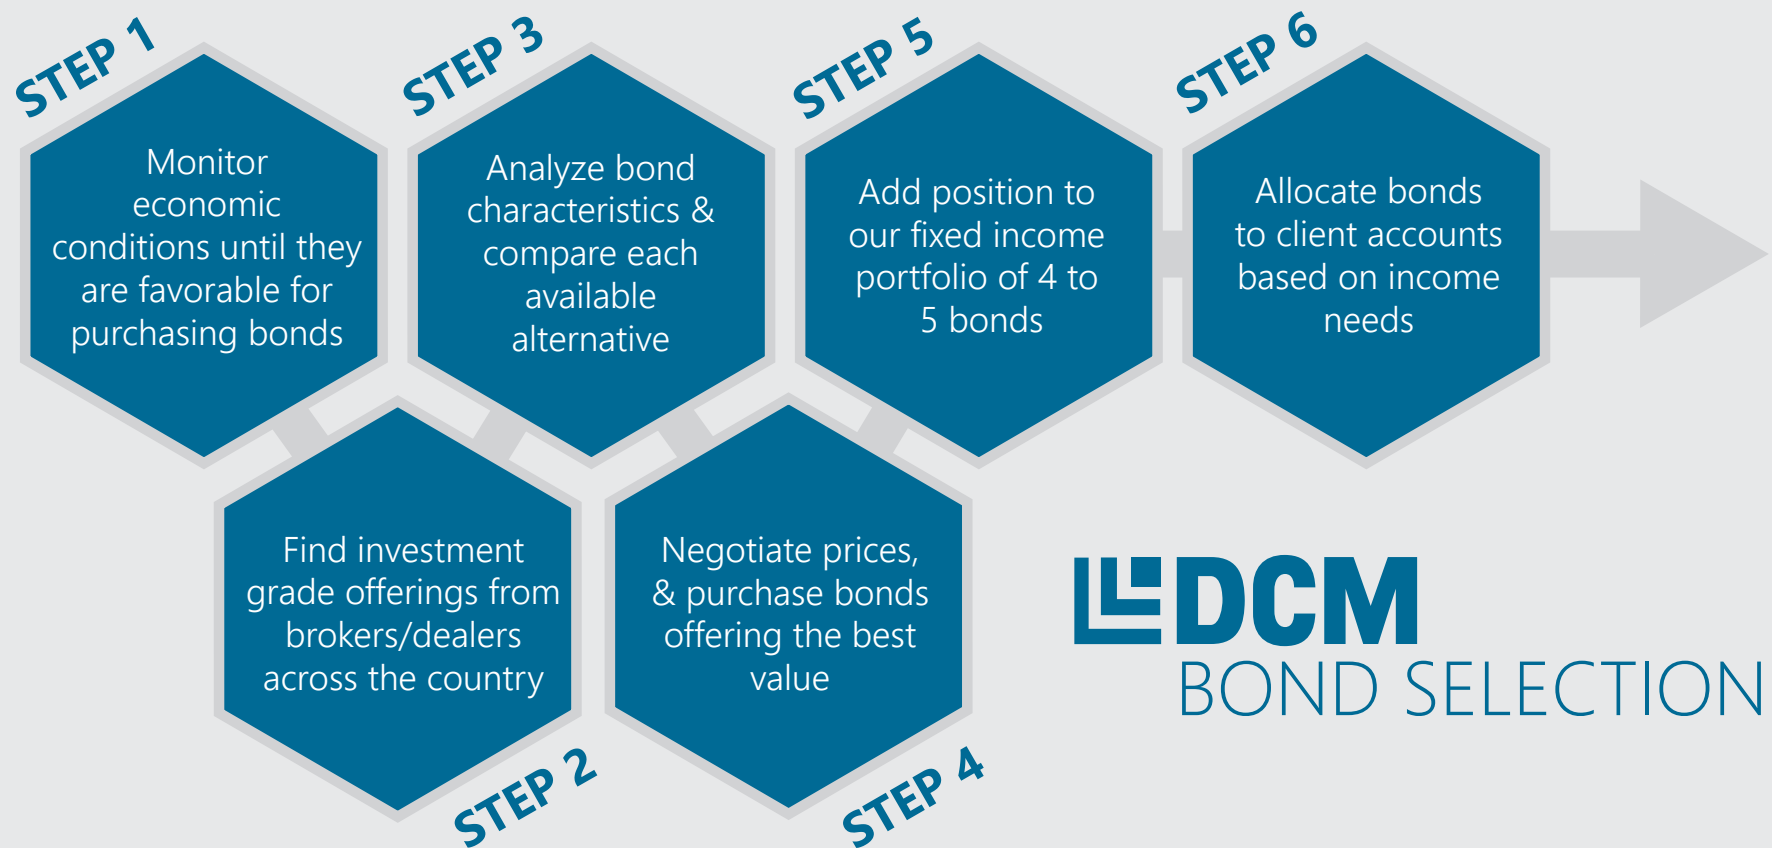 STEP 1
Monitor
economic
conditions until they
are favorable for
purchasing bonds
STEP 2
Find investment
grade offerings from
brokers/dealers
across the country
STEP 3
Analyze bond
characteristics &
compare each
available
alternative
STEP 4
Negotiate prices,
& purchase bonds
offering the best
value
STEP 5
Add position to
our fixed income
portfolio of 4 to
5 bonds
STEP 6
Allocate bonds
to client accounts
based on income
needs
DCM
BOND SELECTION